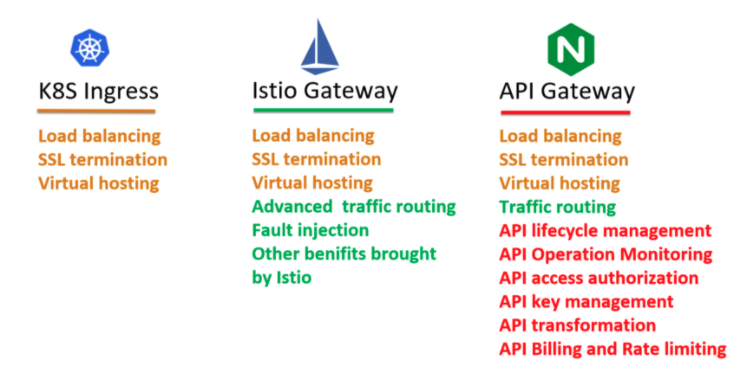 K8S Ingress
Load balancing
SSL termination
Virtual hosting
Istio Gateway
Load balancing
SSL termination
Virtual hosting
Advanced traffic routing
Fault injection
Other benifits brought
by Istio
N
API Gateway
Load balancing
SSL termination
Virtual hosting
Traffic routing
API lifecycle management
API Operation Monitoring
API access authorization
API key management
API transformation
API Billing and Rate limiting